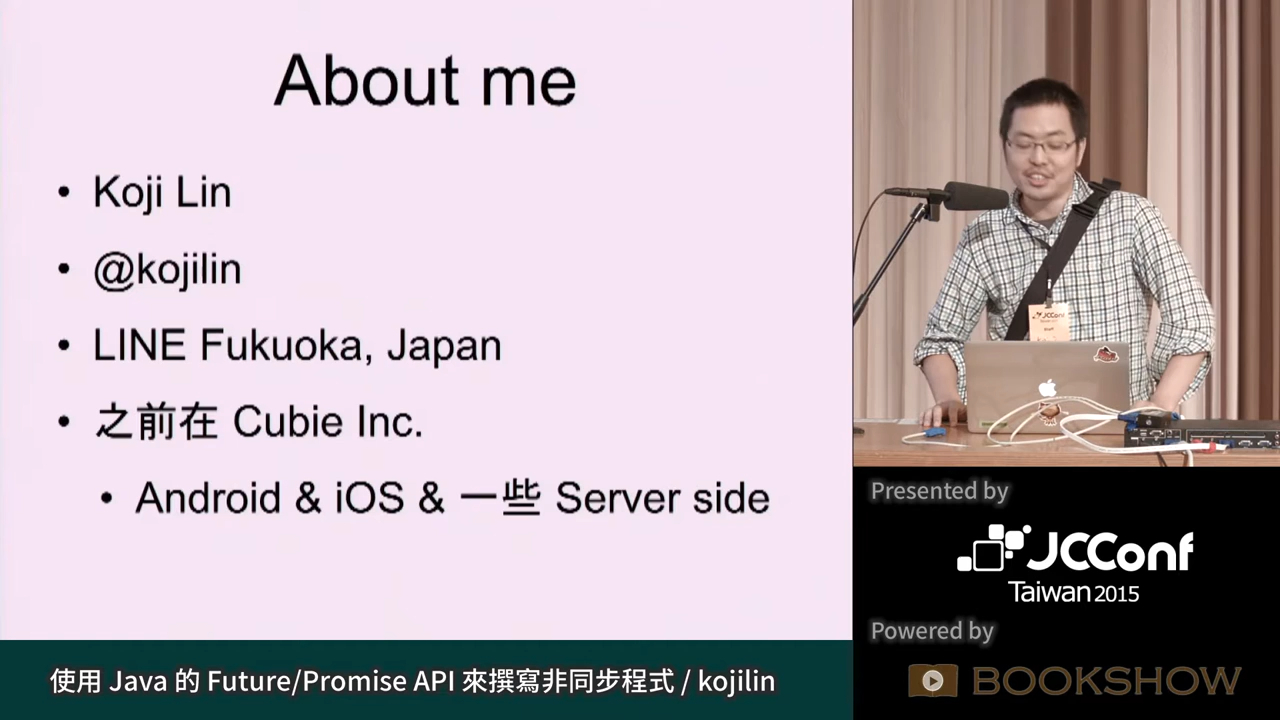 About me
• Koji Lin
• @kojilin
• LINE Fukuoka, Japan
• 之前在 Cubie Inc.
• Android & iOS & 一些 Server side
JCConf
Presented by
JCConf
Taiwan 2015
Powered by
BOOKSHOW
使用 Java 的 Future/Promise API 來撰寫非同步程式 / kojilin